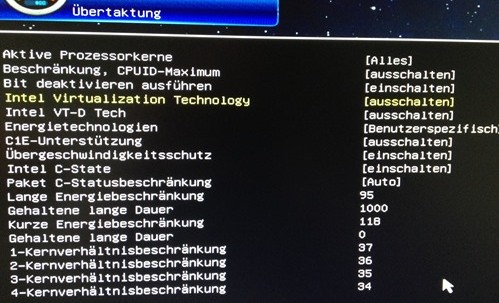 Übertaktung
Aktive Prozessorkerne [Alles]
Beschränkung, CPUID-Maximum [ausschalten]
Bit deaktivieren ausführen [einschalten]
Intel Virtualization Technology [ausschalten]
Intel VT-D Tech [ausschalten]
Energietechnologien [Benutzerspezifisch]
C1E-Unterstützung [ausschalten]
Übergeschwindigkeitsschutz [einschalten]
Intel C-State [einschalten]
Paket C-Statusbeschränkung [Auto]
Lange Energiebeschränkung 95
Gehaltene lange Dauer 1000
Kurze Energiebeschränkung 118
Gehaltene lange Dauer 0
1-Kernverhältnisbeschränkung 37
2-Kernverhältnisbeschränkung 36
3-Kernverhältnisbeschränkung 35
4-Kernverhältnisbeschränkung 34